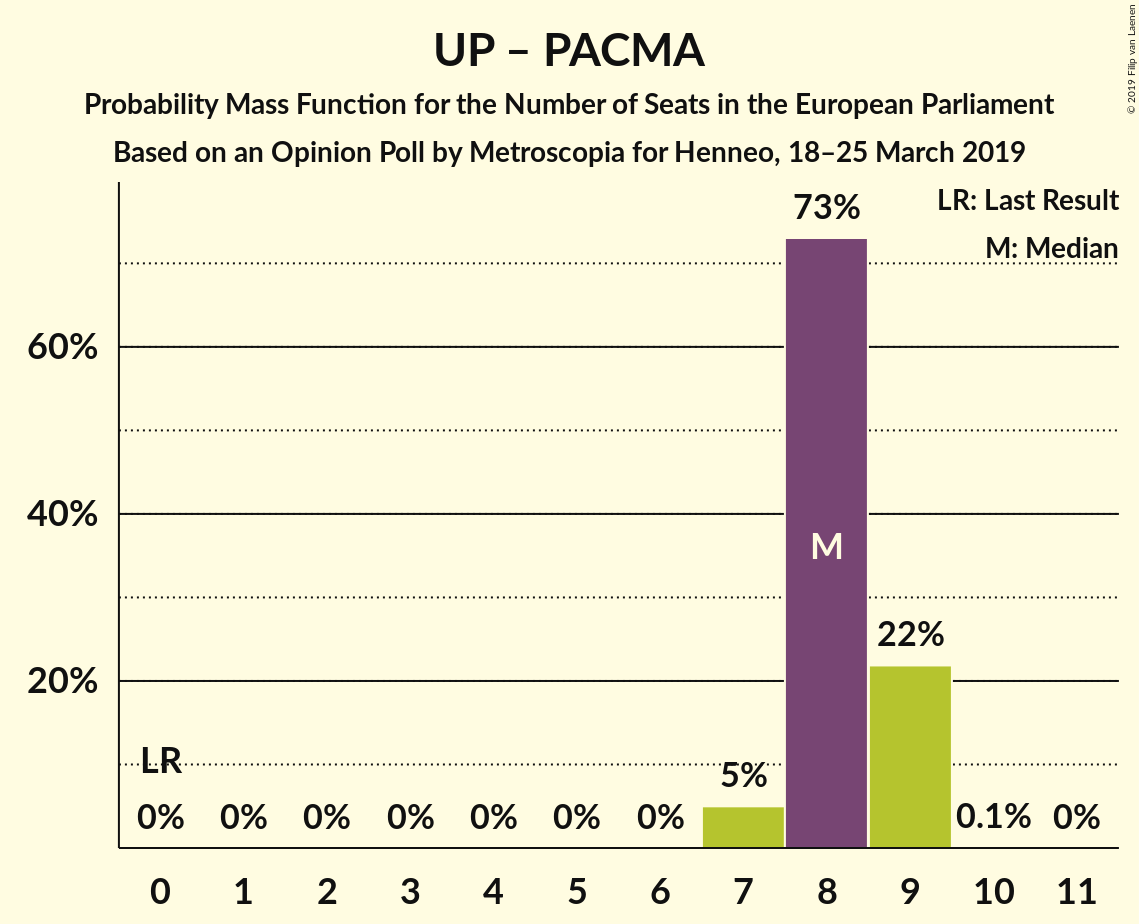 UP – PACMA
Probability Mass Function for the Number of Seats in the European Parliament
Based on an Opinion Poll by Metroscopia for Henneo, 18–25 March 2019
© 2019 Filip van Laenen
LR: Last Result
M: Median
73%
60%
40%
M
22%
20%
LR
5%
0% 0% 0% 0% 0% 0% 0% 0.1% 0%
0 1 2 3 4 5 6 7 8 9 10 11